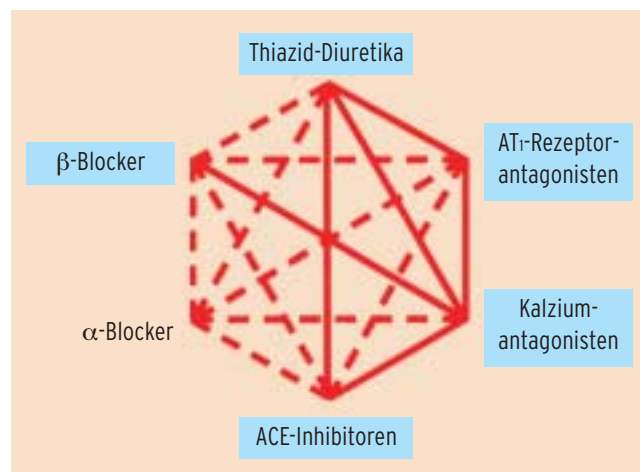 Thiazid-Diuretika
β-Blocker
AT1-Rezeptor-
antagonisten
α-Blocker
Kalzium-
antagonisten
ACE-Inhibitoren